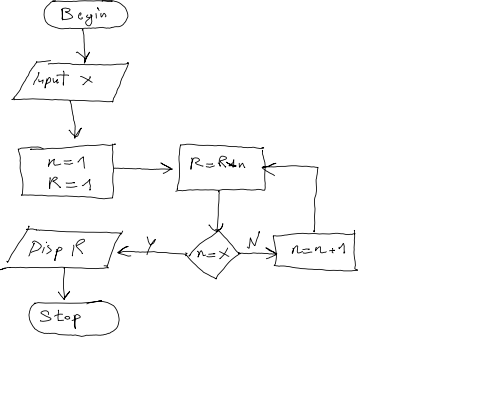 Begin
Input x
n=1
R=1
R=R*n
n=x
Y
N
n=n+1
Disp R
Stop